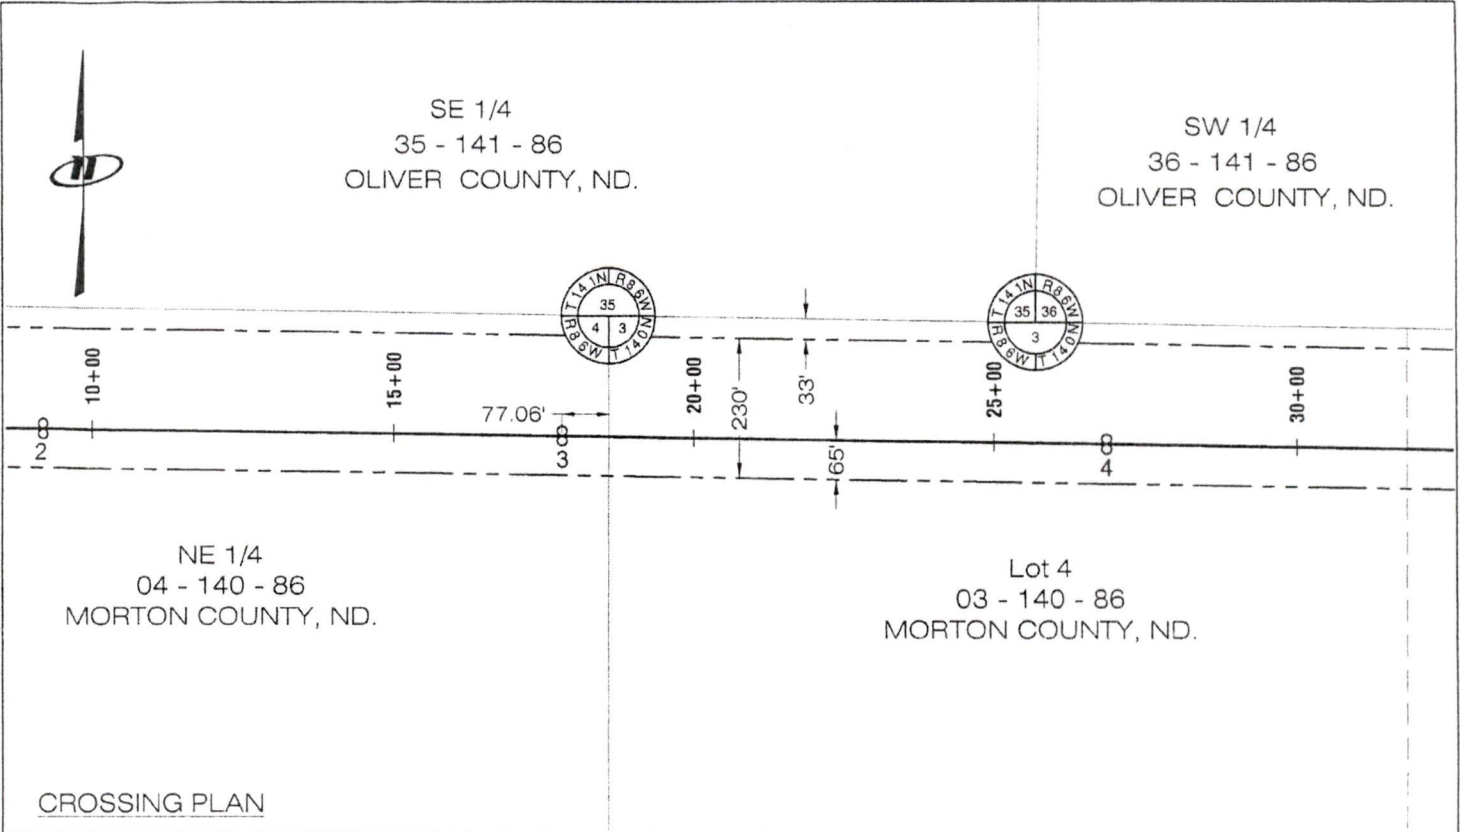 N
SE 1/4
35 - 141 - 86
OLIVER COUNTY, ND.
SW 1/4
36 - 141 - 86
OLIVER COUNTY, ND.
T 141N R86W
35
4 3
R86W T140N
T 141N R86W
35 36
3
R86W T140N
10+00
15+00
20+00
25+00
30+00
77.06'
230'
33'
65'
2
3
4
NE 1/4
04 - 140 - 86
MORTON COUNTY, ND.
Lot 4
03 - 140 - 86
MORTON COUNTY, ND.
CROSSING PLAN